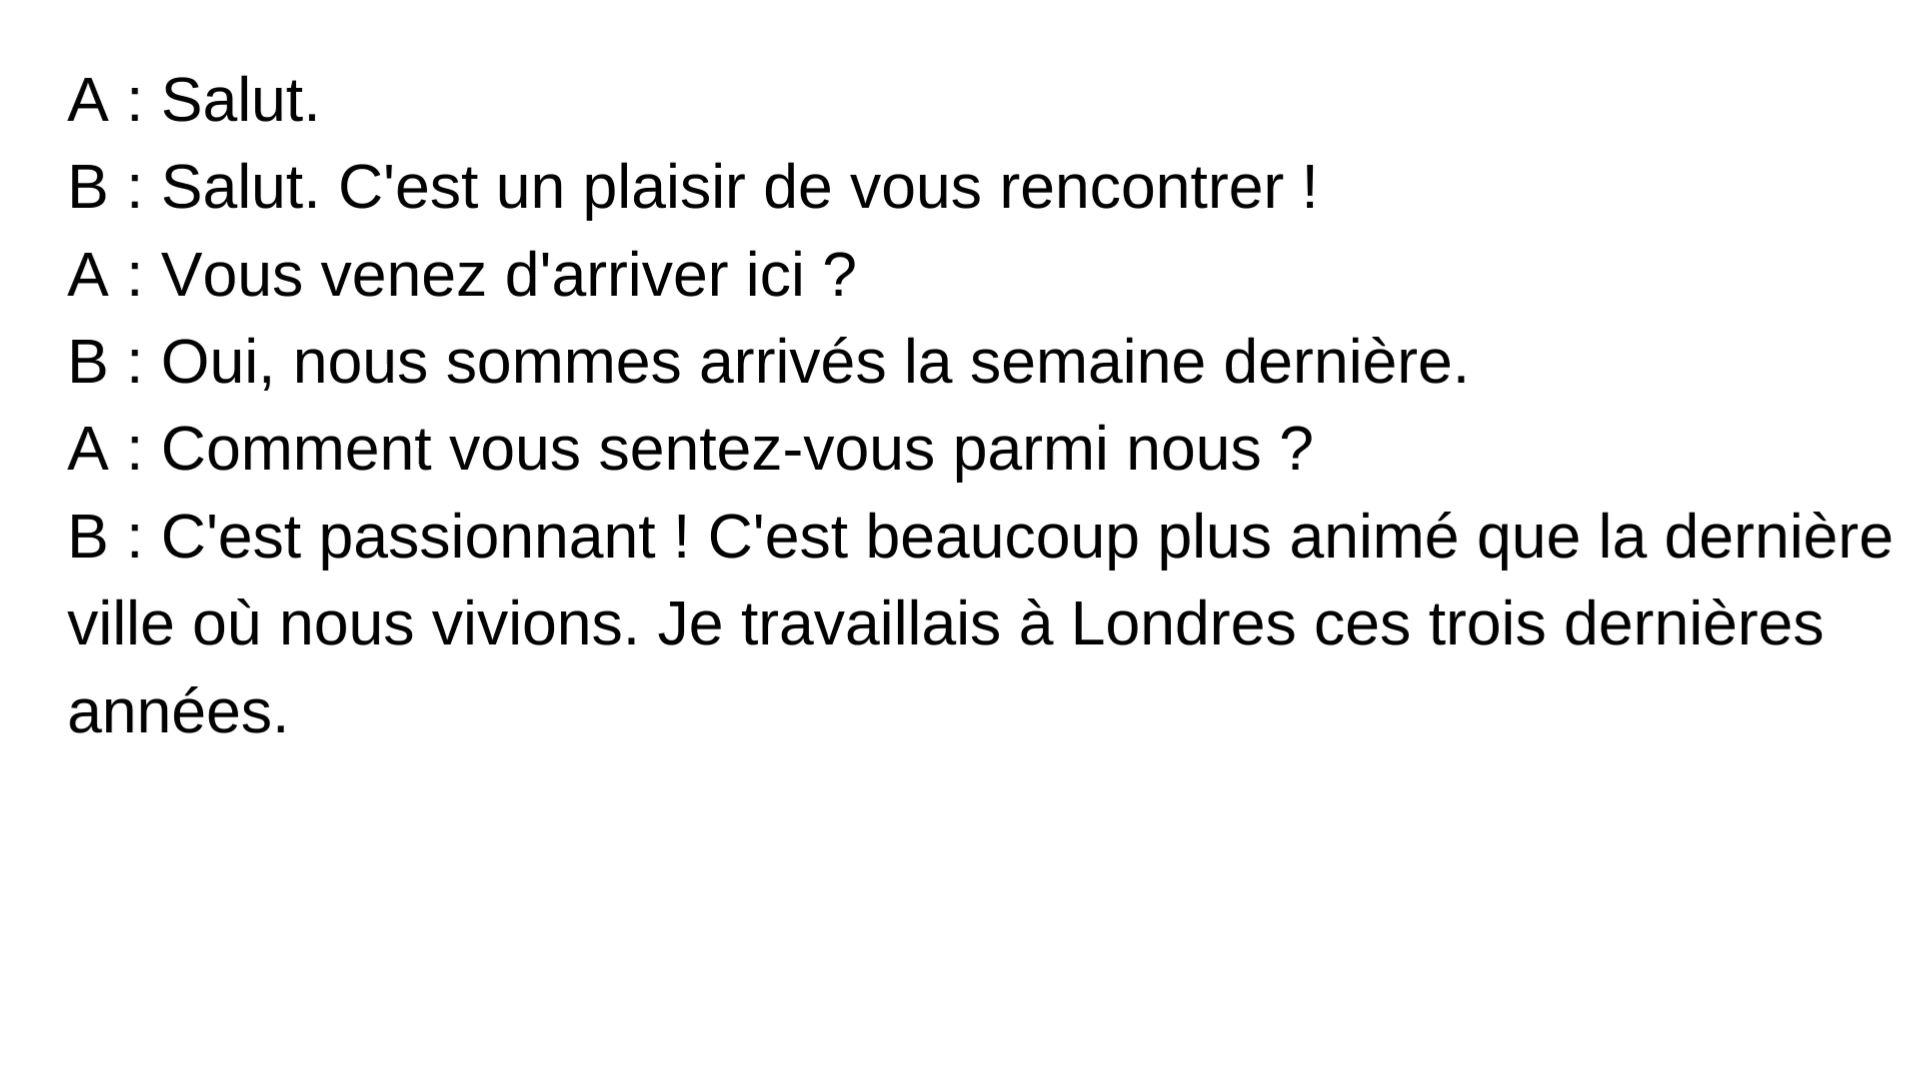 A : Salut.
B : Salut. C'est un plaisir de vous rencontrer !
A : Vous venez d'arriver ici ?
B : Oui, nous sommes arrivés la semaine dernière.
A : Comment vous sentez-vous parmi nous ?
B : C'est passionnant ! C'est beaucoup plus animé que la dernière
ville où nous vivions. Je travaillais à Londres ces trois dernières
années.